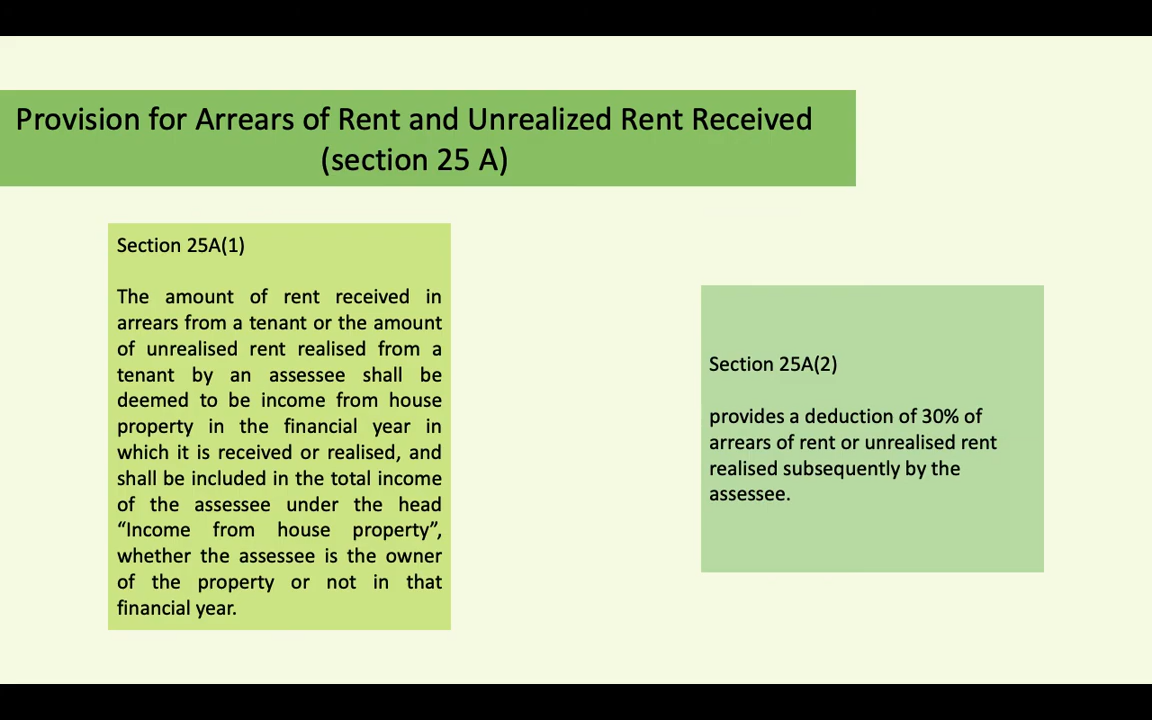 Provision for Arrears of Rent and Unrealized Rent Received
(section 25 A)
Section 25A(1)
The amount of rent received in
arrears from a tenant or the amount
of unrealised rent realised from a
tenant by an assessee shall be
deemed to be income from house
property in the financial year in
which it is received or realised, and
shall be included in the total income
of the assessee under the head
“Income from house property”,
whether the assessee is the owner
of the property or not in that
financial year.
Section 25A(2)
provides a deduction of 30% of
arrears of rent or unrealised rent
realised subsequently by the
assessee.